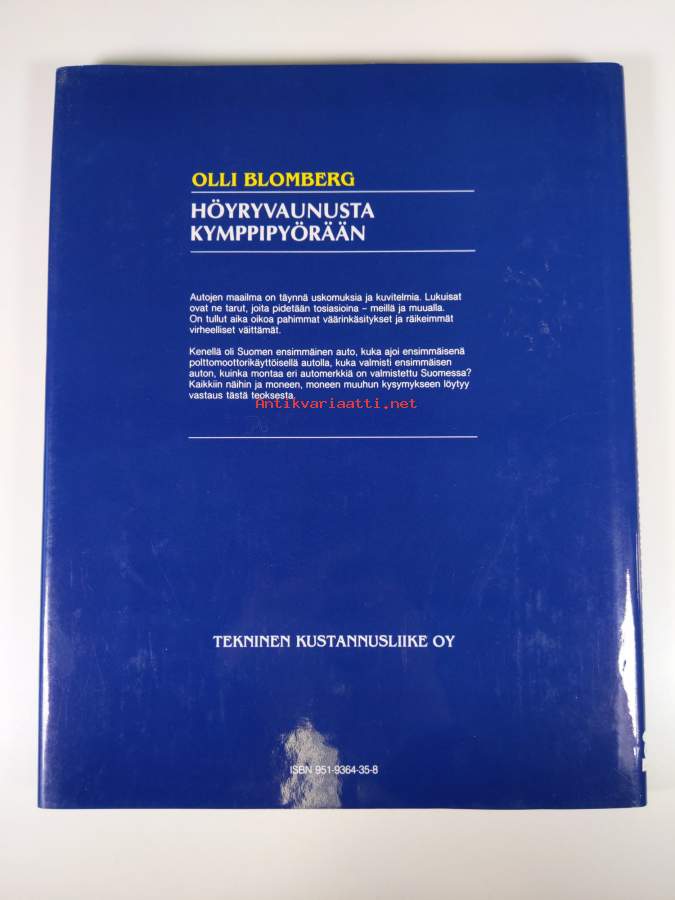 OLLI BLOMBERG
HÖYRYVAUNUSTA
KYMPPIPYÖRÄÄN
Autojen maailma on täynnä uskomuksia ja kuvitelmia. Lukuisat
ovat ne tarut, joita pidetään tosiasioina – meillä ja muualla.
On tullut aika oikoa pahimmat väärinkäsitykset ja räikeimmät
virheelliset väittämät.
Kenellä oli Suomen ensimmäinen auto, kuka ajoi ensimmäisenä
polttomoottorikäyttöisellä autolla, kuka valmisti ensimmäisen
auton, kuinka montaa eri automerkkiä on valmistettu Suomessa?
Kaikkiin näihin ja moneen, moneen muuhun kysymykseen löytyy
vastaus tästä teoksesta.
Antikvariaatti.net
TEKNINEN KUSTANNUSLIIKE OY
ISBN 951-9364-35-8